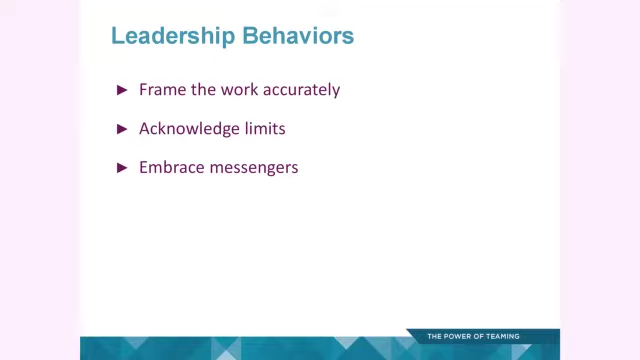 Leadership Behaviors
► Frame the work accurately
► Acknowledge limits
► Embrace messengers
THE POWER OF TEAMING